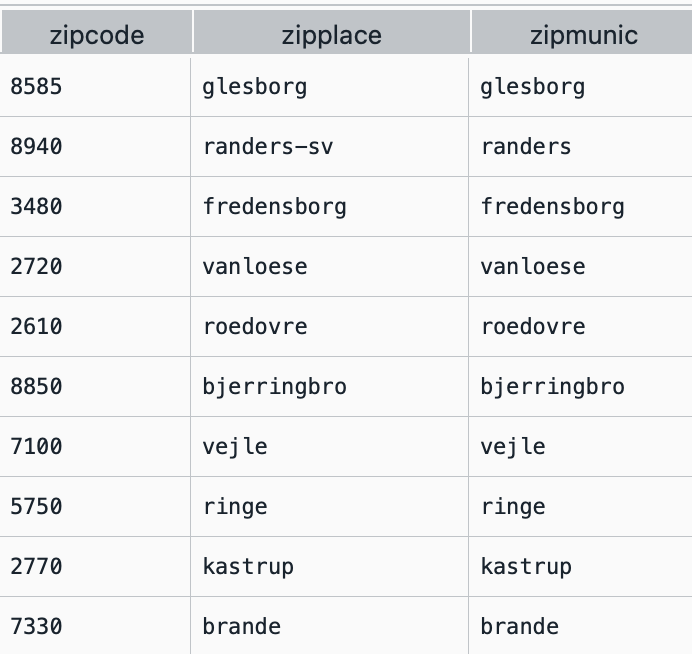 zipcode zipplace zipmunic
8585 glesborg glesborg
8940 randers-sv randers
3480 fredensborg fredensborg
2720 vanloese vanloese
2610 roedovre roedovre
8850 bjerringbro bjerringbro
7100 vejle vejle
5750 ringe ringe
2770 kastrup kastrup
7330 brande brande